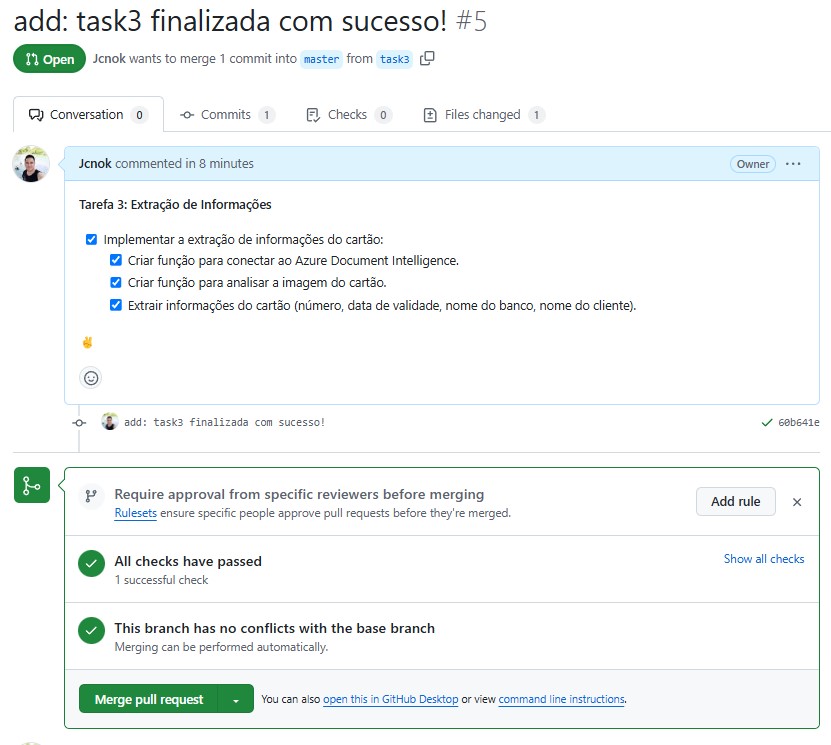 add: task3 finalizada com sucesso! #5
Open Jcnok wants to merge 1 commit into master from task3
Conversation 0 Commits 1 Checks 0 Files changed 1
Jcnok commented in 8 minutes Owner
Tarefa 3: Extração de Informações
Implementar a extração de informações do cartão:
Criar função para conectar ao Azure Document Intelligence.
Criar função para analisar a imagem do cartão.
Extrair informações do cartão (número, data de validade, nome do banco, nome do cliente).
add: task3 finalizada com sucesso! 60b641e
Require approval from specific reviewers before merging
Rulesets ensure specific people approve pull requests before they're merged.
Add rule
All checks have passed
1 successful check
Show all checks
This branch has no conflicts with the base branch
Merging can be performed automatically.
Merge pull request You can also open this in GitHub Desktop or view command line instructions.